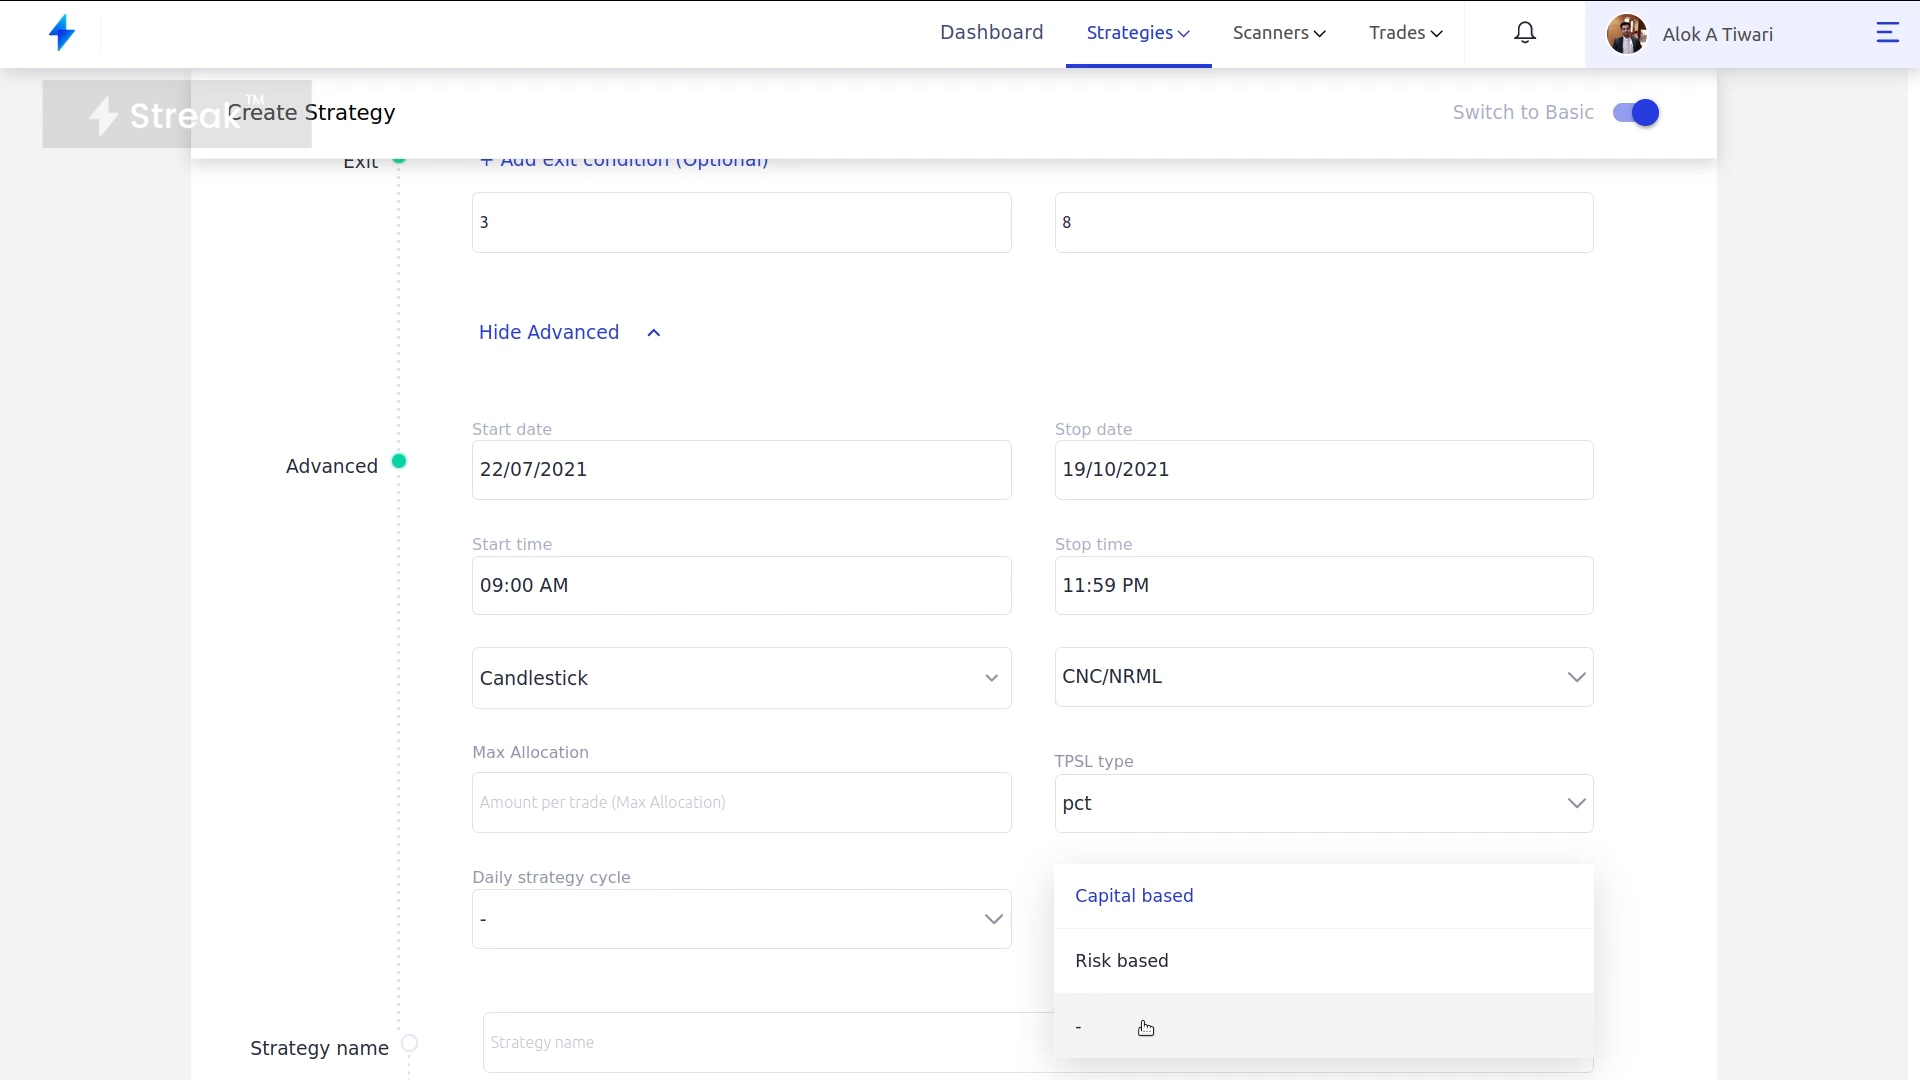 Dashboard
Strategies
Scanners
Trades
Alok A Tiwari
Streak™
Create Strategy
Switch to Basic
Exit
+ Add exit condition (Optional)
3
8
Hide Advanced
Start date
Stop date
Advanced
22/07/2021
19/10/2021
Start time
Stop time
09:00 AM
11:59 PM
Candlestick
CNC/NRML
Max Allocation
TPSL type
Amount per trade (Max Allocation)
pct
Daily strategy cycle
-
Capital based
Risk based
-
Strategy name
Strategy name